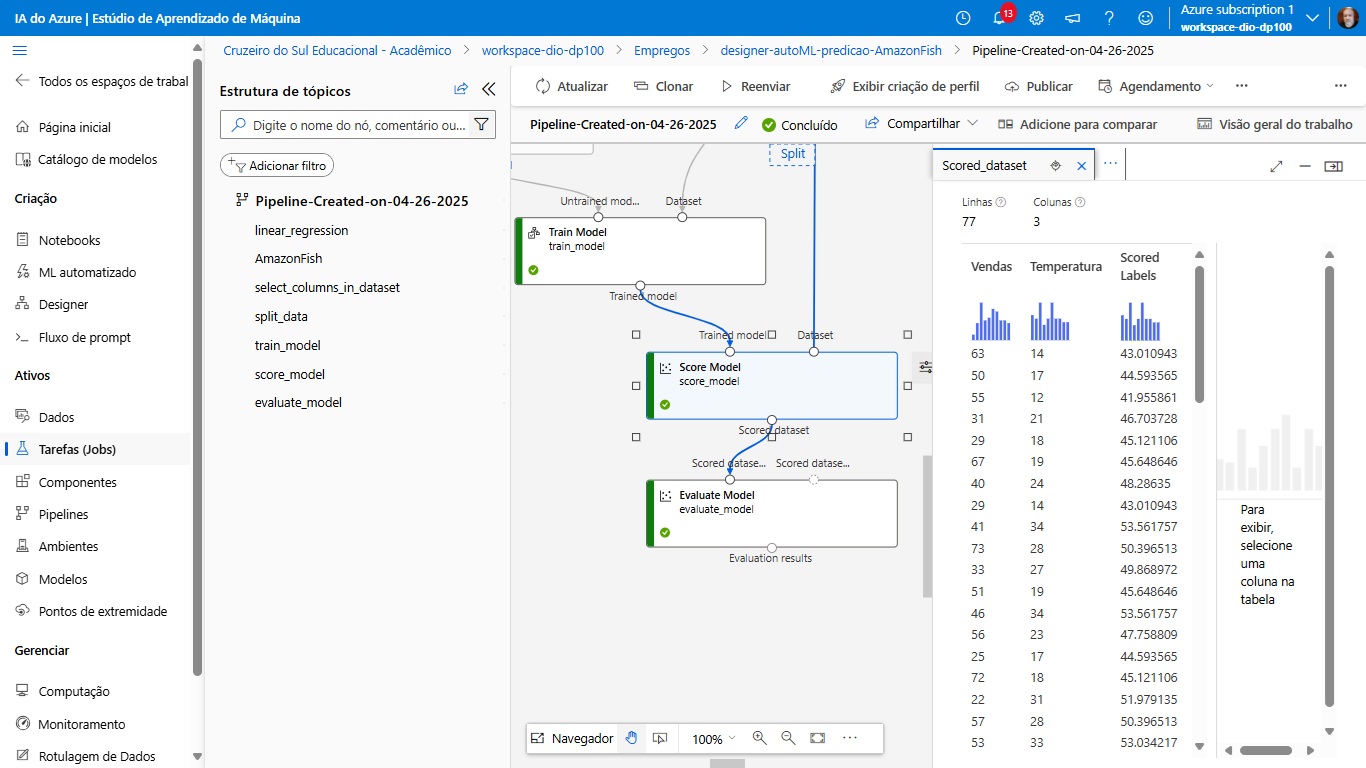 IA do Azure | Estúdio de Aprendizado de Máquina
13
Azure subscription 1
workspace-dio-dp100
Cruzeiro do Sul Educacional - Acadêmico > workspace-dio-dp100 > Empregos > designer-autoML-predicao-AmazonFish > Pipeline-Created-on-04-26-2025
Todos os espaços de trabal
Página inicial
Catálogo de modelos
Criação
Notebooks
ML automatizado
Designer
Fluxo de prompt
Ativos
Dados
Tarefas (Jobs)
Componentes
Pipelines
Ambientes
Modelos
Pontos de extremidade
Gerenciar
Computação
Monitoramento
Rotulagem de Dados
Estrutura de tópicos
Digite o nome do nó, comentário ou...
Adicionar filtro
Pipeline-Created-on-04-26-2025
linear_regression
AmazonFish
select_columns_in_dataset
split_data
train_model
score_model
evaluate_model
Atualizar Clonar Reenviar Exibir criação de perfil Publicar Agendamento ...
Pipeline-Created-on-04-26-2025 Concluído Compartilhar Adicione para comparar Visão geral do trabalho
Split
Untrained mod... Dataset
Train Model
train_model
Trained model
Trained model Dataset
Score Model
score_model
Scored dataset
Scored datase... Scored datase...
Evaluate Model
evaluate_model
Evaluation results
Navegador 100%
Scored_dataset
Linhas Colunas
77 3
Vendas Temperatura Scored Labels
63 14 43.010943
50 17 44.593565
55 12 41.955861
31 21 46.703728
29 18 45.121106
67 19 45.648646
40 24 48.28635
29 14 43.010943
41 34 53.561757
73 28 50.396513
33 27 49.868972
51 19 45.648646
46 34 53.561757
56 23 47.758809
25 17 44.593565
72 18 45.121106
22 31 51.979135
57 28 50.396513
53 33 53.034217
Para
exibir,
selecione
uma
coluna na
tabela